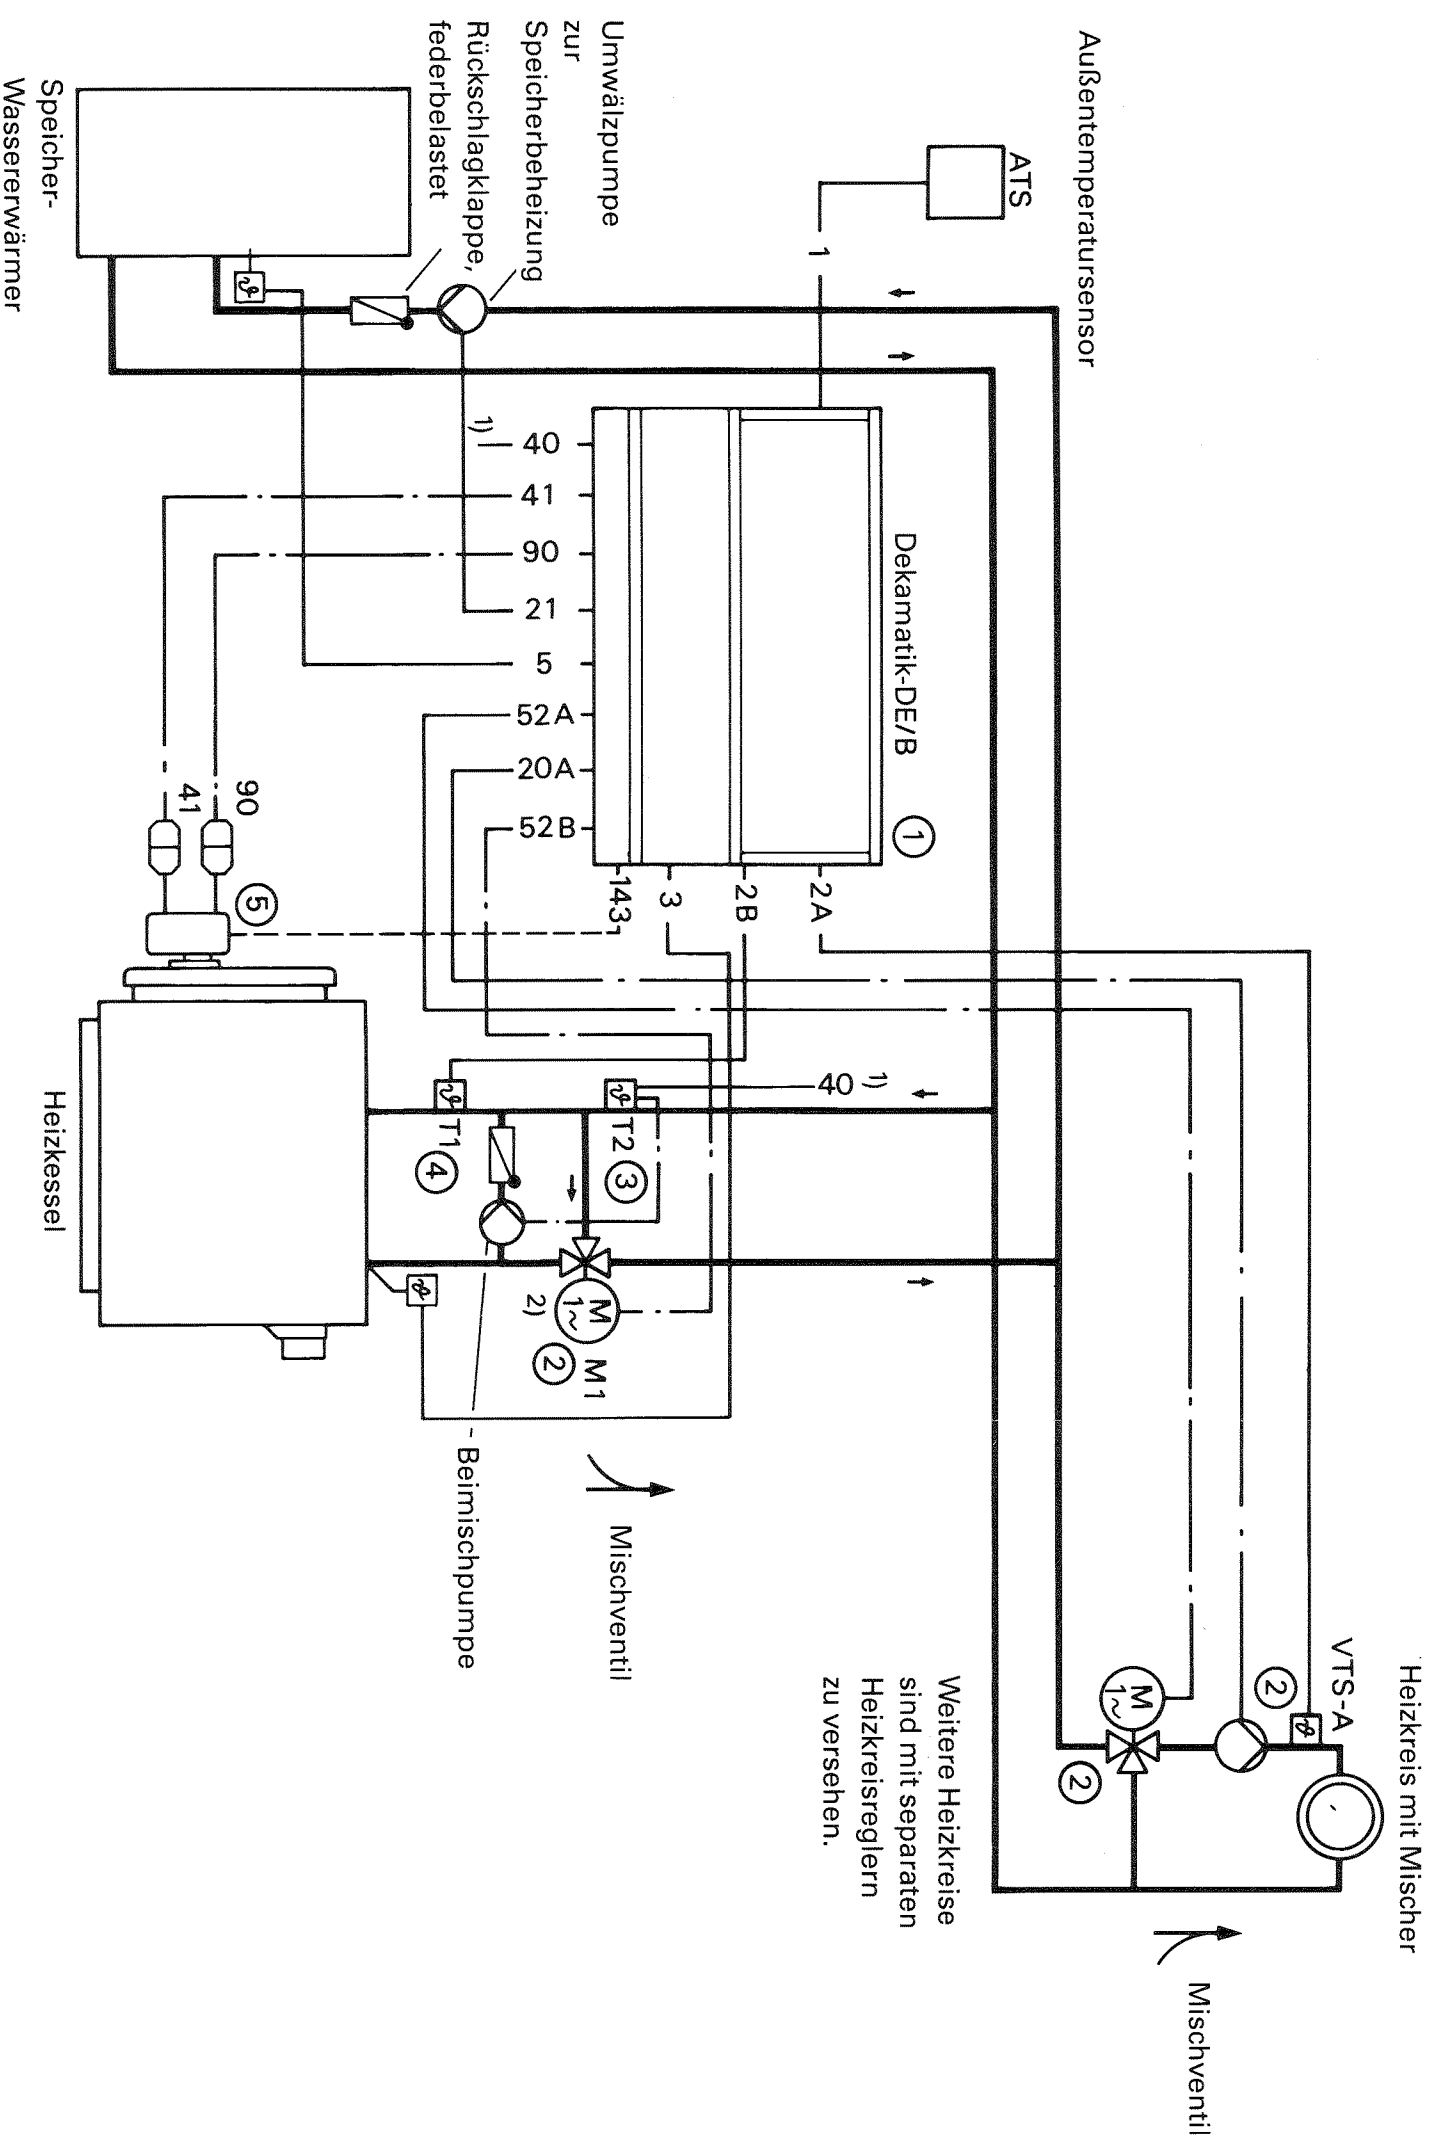 Heizkreis mit Mischer
VTS-A
2
M
1~
2
Mischventil
Außentemperatursensor
ATS
1
Dekamatik-DE/B
1
Weitere Heizkreise
sind mit separaten
Heizkreisreglern
zu versehen.
2A
2B
3
143
40
1)
41
90
21
5
52A
20A
52B
Umwälzpumpe
zur
Speicherbeheizung
Rückschlagklappe,
federbelastet
40
1)
T2
3
T1
4
M
1~
M1
2)
2
Mischventil
Beimischpumpe
90
41
5
Speicher-
Wassererwärmer
Heizkessel